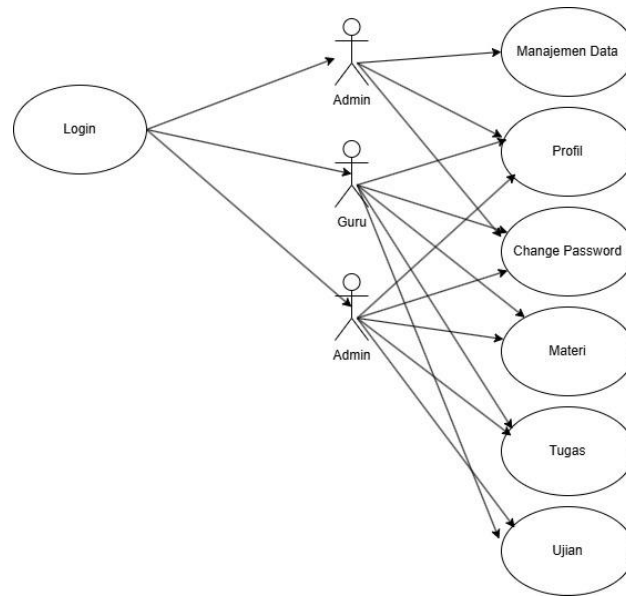 Manajemen Data
Admin
Login
Profil
Guru
Change Password
Admin
Materi
Tugas
Ujian